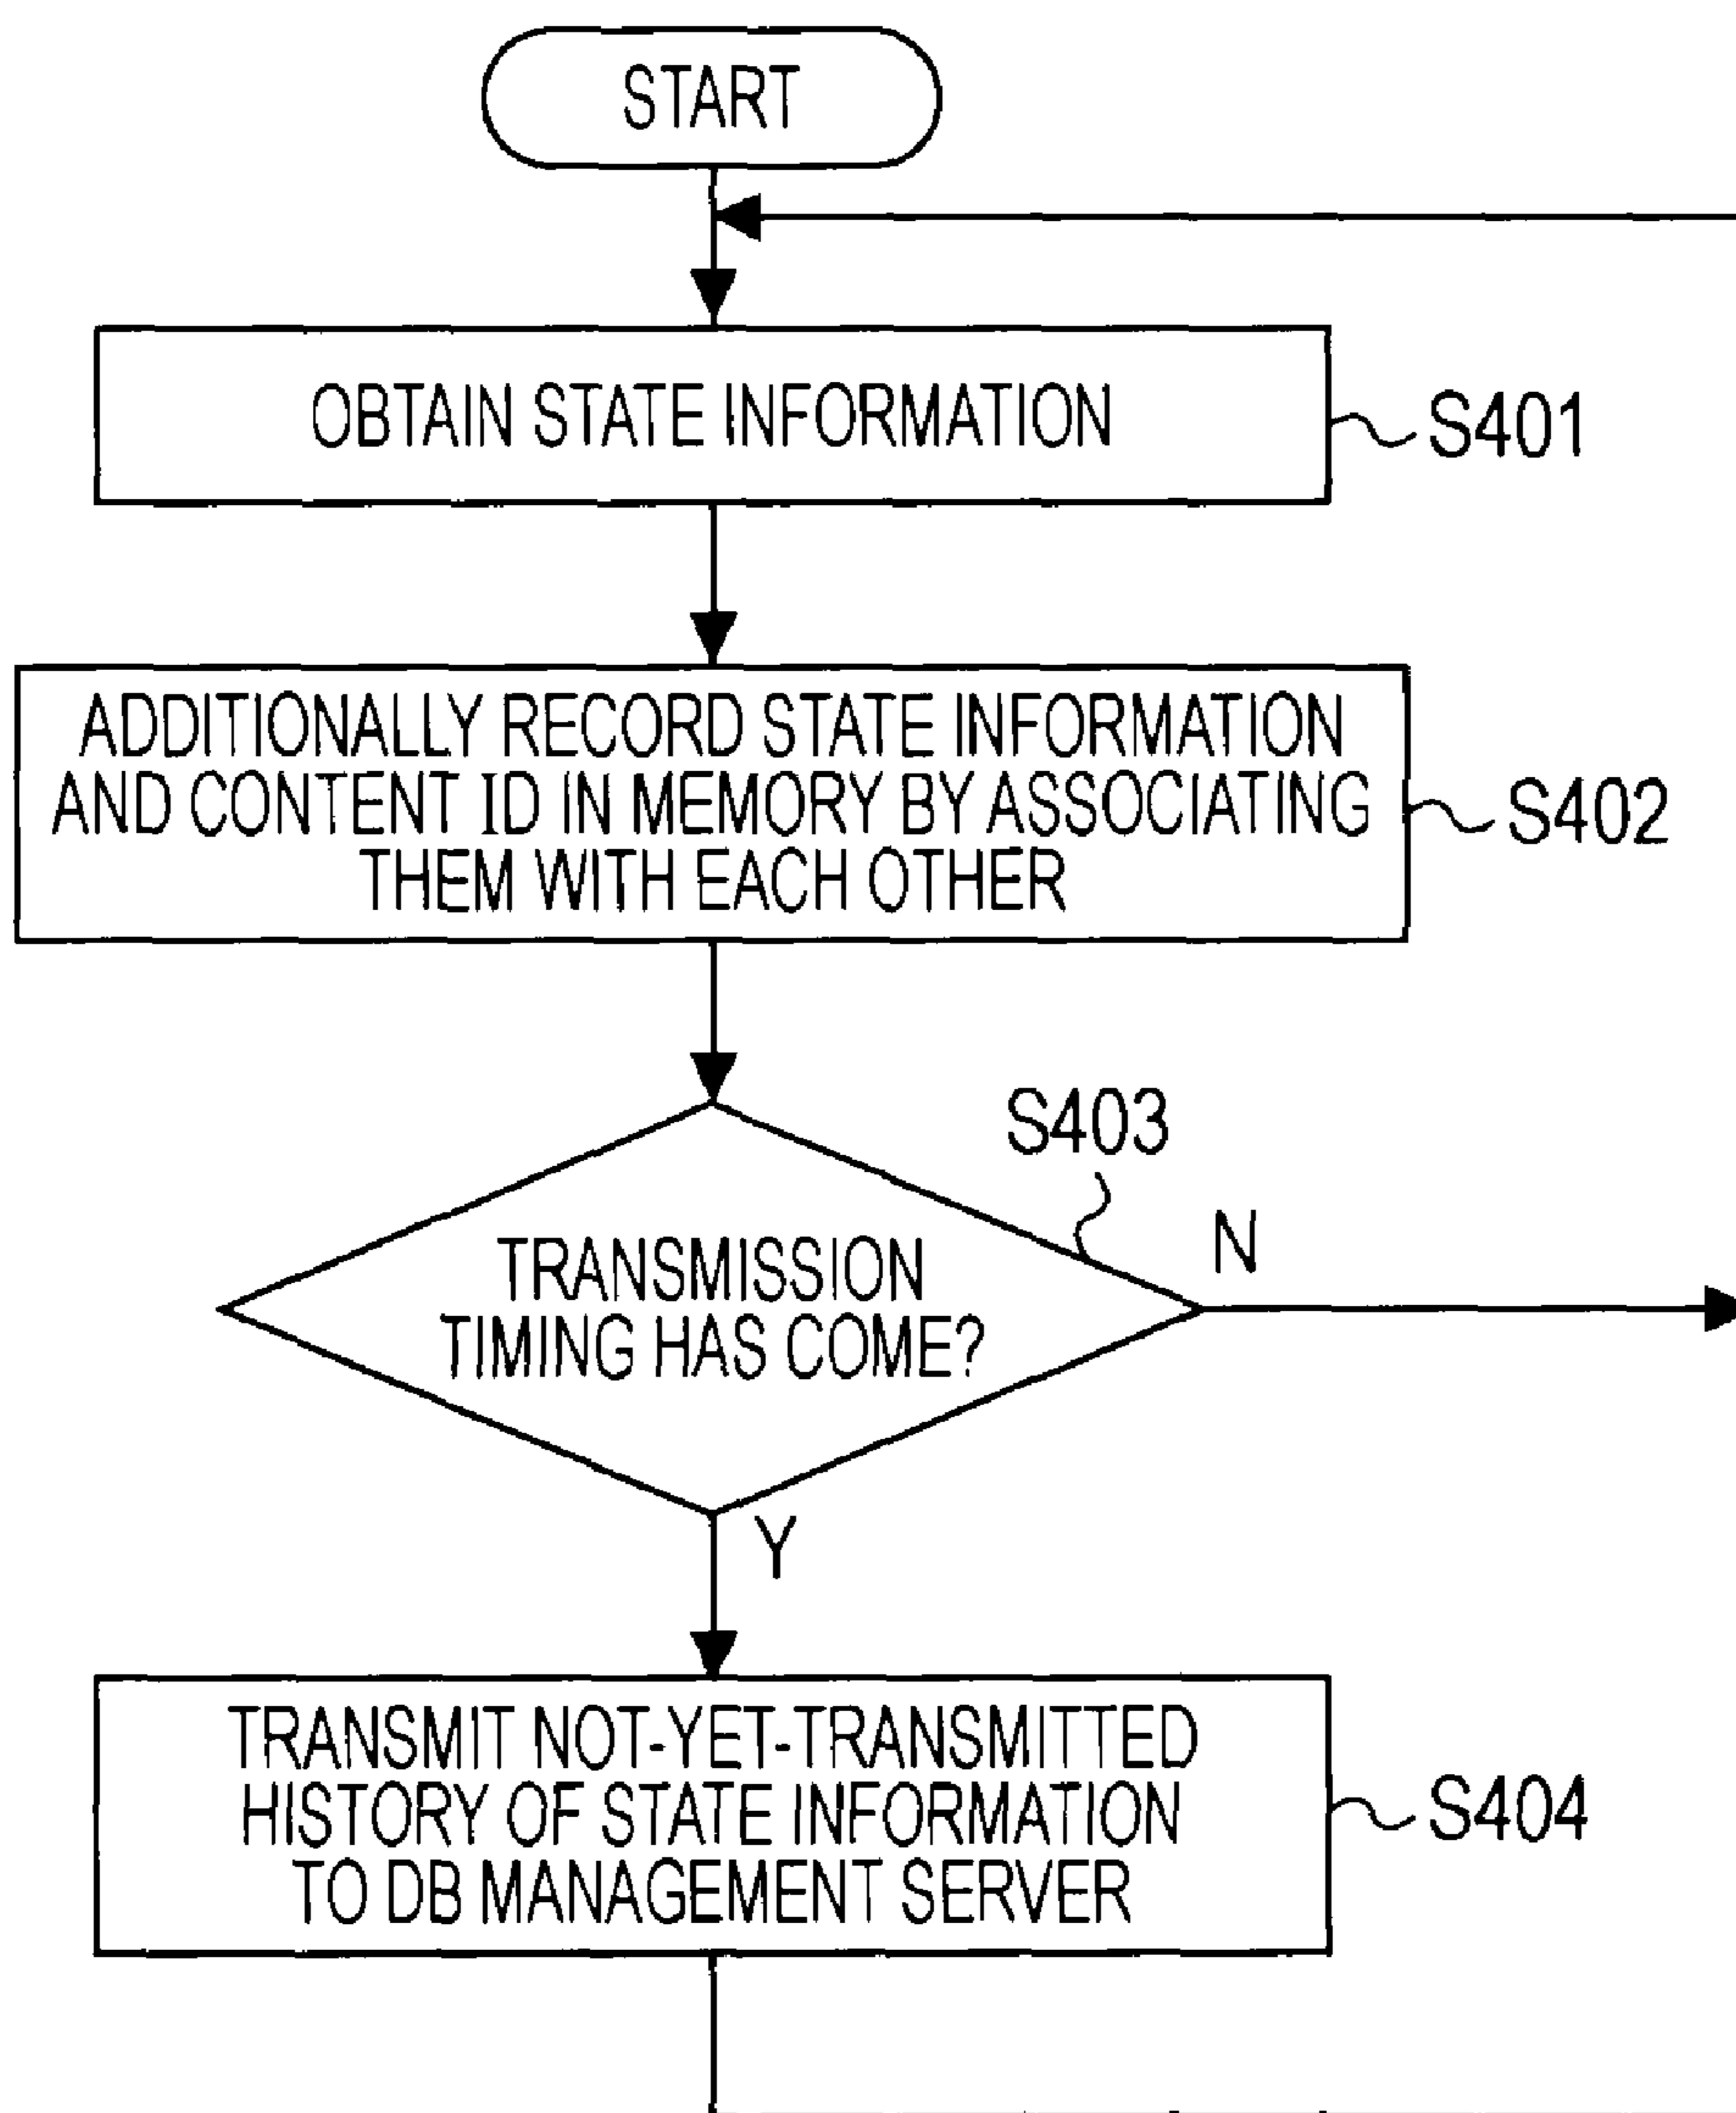 START
OBTAIN STATE INFORMATION
S401
ADDITIONALLY RECORD STATE INFORMATION
AND CONTENT ID IN MEMORY BY ASSOCIATING
THEM WITH EACH OTHER
S402
S403
TRANSMISSION
TIMING HAS COME?
N
Y
TRANSMIT NOT-YET-TRANSMITTED
HISTORY OF STATE INFORMATION
TO DB MANAGEMENT SERVER
S404